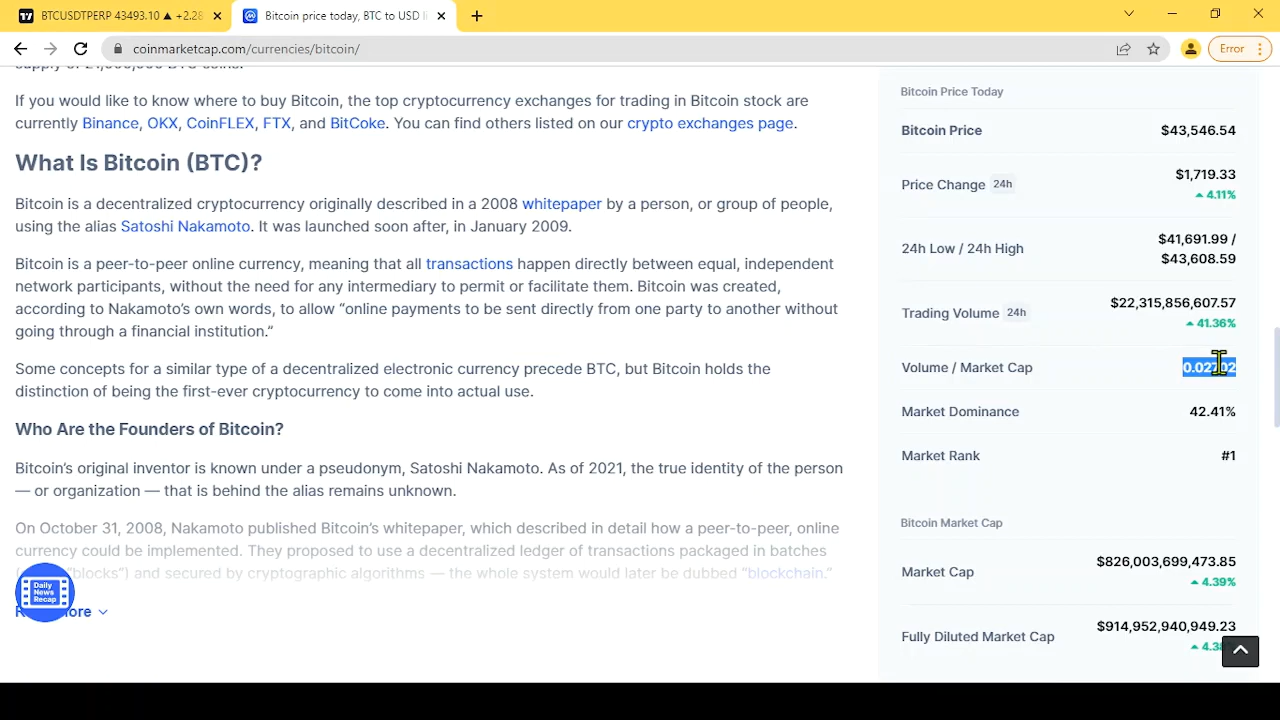 BTCUSDTPERP 43493.10 ▲ +2.28
Bitcoin price today, BTC to USD li
coinmarketcap.com/currencies/bitcoin/
Error
If you would like to know where to buy Bitcoin, the top cryptocurrency exchanges for trading in Bitcoin stock are
currently Binance, OKX, CoinFLEX, FTX, and BitCoke. You can find others listed on our crypto exchanges page.
What Is Bitcoin (BTC)?
Bitcoin is a decentralized cryptocurrency originally described in a 2008 whitepaper by a person, or group of people,
using the alias Satoshi Nakamoto. It was launched soon after, in January 2009.
Bitcoin is a peer-to-peer online currency, meaning that all transactions happen directly between equal, independent
network participants, without the need for any intermediary to permit or facilitate them. Bitcoin was created,
according to Nakamoto’s own words, to allow “online payments to be sent directly from one party to another without
going through a financial institution.”
Some concepts for a similar type of a decentralized electronic currency precede BTC, but Bitcoin holds the
distinction of being the first-ever cryptocurrency to come into actual use.
Who Are the Founders of Bitcoin?
Bitcoin’s original inventor is known under a pseudonym, Satoshi Nakamoto. As of 2021, the true identity of the person
— or organization — that is behind the alias remains unknown.
On October 31, 2008, Nakamoto published Bitcoin’s whitepaper, which described in detail how a peer-to-peer, online
currency could be implemented. They proposed to use a decentralized ledger of transactions packaged in batches
“blocks”) and secured by cryptographic algorithms — the whole system would later be dubbed “blockchain.”
Daily
News
Recap
Bitcoin Price Today
Bitcoin Price $43,546.54
Price Change 24h $1,719.33
4.11%
24h Low / 24h High $41,691.99 /
$43,608.59
Trading Volume 24h $22,315,856,607.57
41.36%
Volume / Market Cap 0.02702
Market Dominance 42.41%
Market Rank #1
Bitcoin Market Cap
Market Cap $826,003,699,473.85
4.39%
Fully Diluted Market Cap $914,952,940,949.23